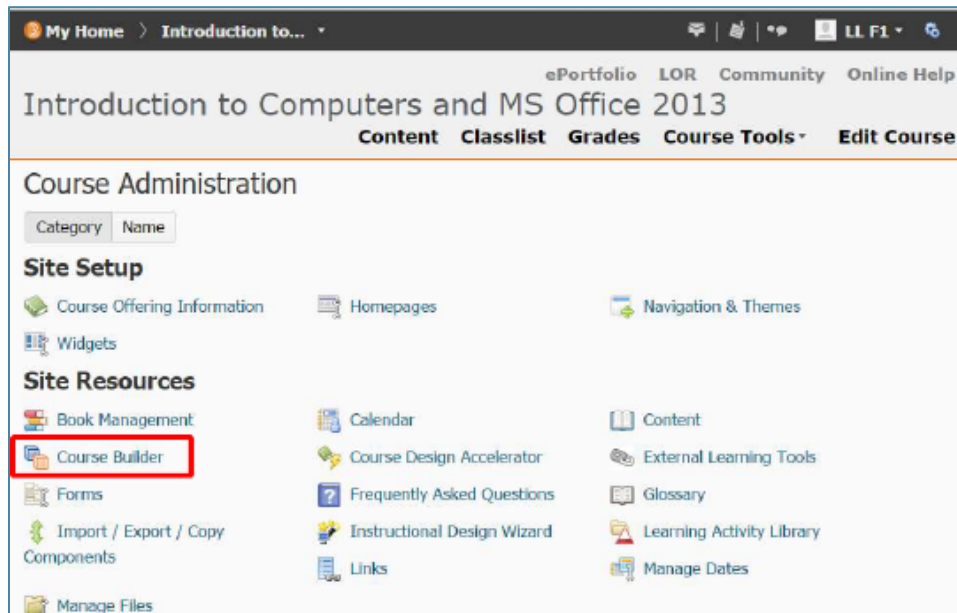 My Home > Introduction to...
LL F1
ePortfolio LOR Community Online Help
Introduction to Computers and MS Office 2013
Content Classlist Grades Course Tools Edit Course
Course Administration
Category Name
Site Setup
Course Offering Information Homepages Navigation & Themes
Widgets
Site Resources
Book Management Calendar Content
Course Builder Course Design Accelerator External Learning Tools
Forms Frequently Asked Questions Glossary
Import / Export / Copy Instructional Design Wizard Learning Activity Library
Components
Links Manage Dates
Manage Files